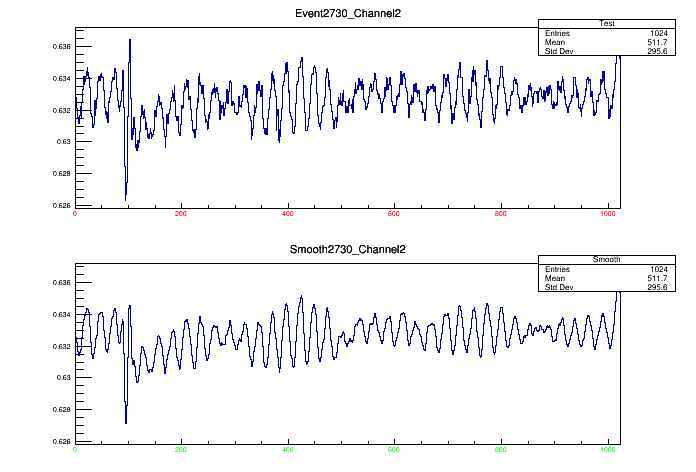 Event2730_Channel2
Test
Entries 1024
Mean 511.7
Std Dev 295.6
0.636
0.634
0.632
0.63
0.628
0.626
0 200 400 600 800 1000
Smooth2730_Channel2
Smooth
Entries 1024
Mean 511.7
Std Dev 295.6
0.636
0.634
0.632
0.63
0.628
0.626
0 200 400 600 800 1000